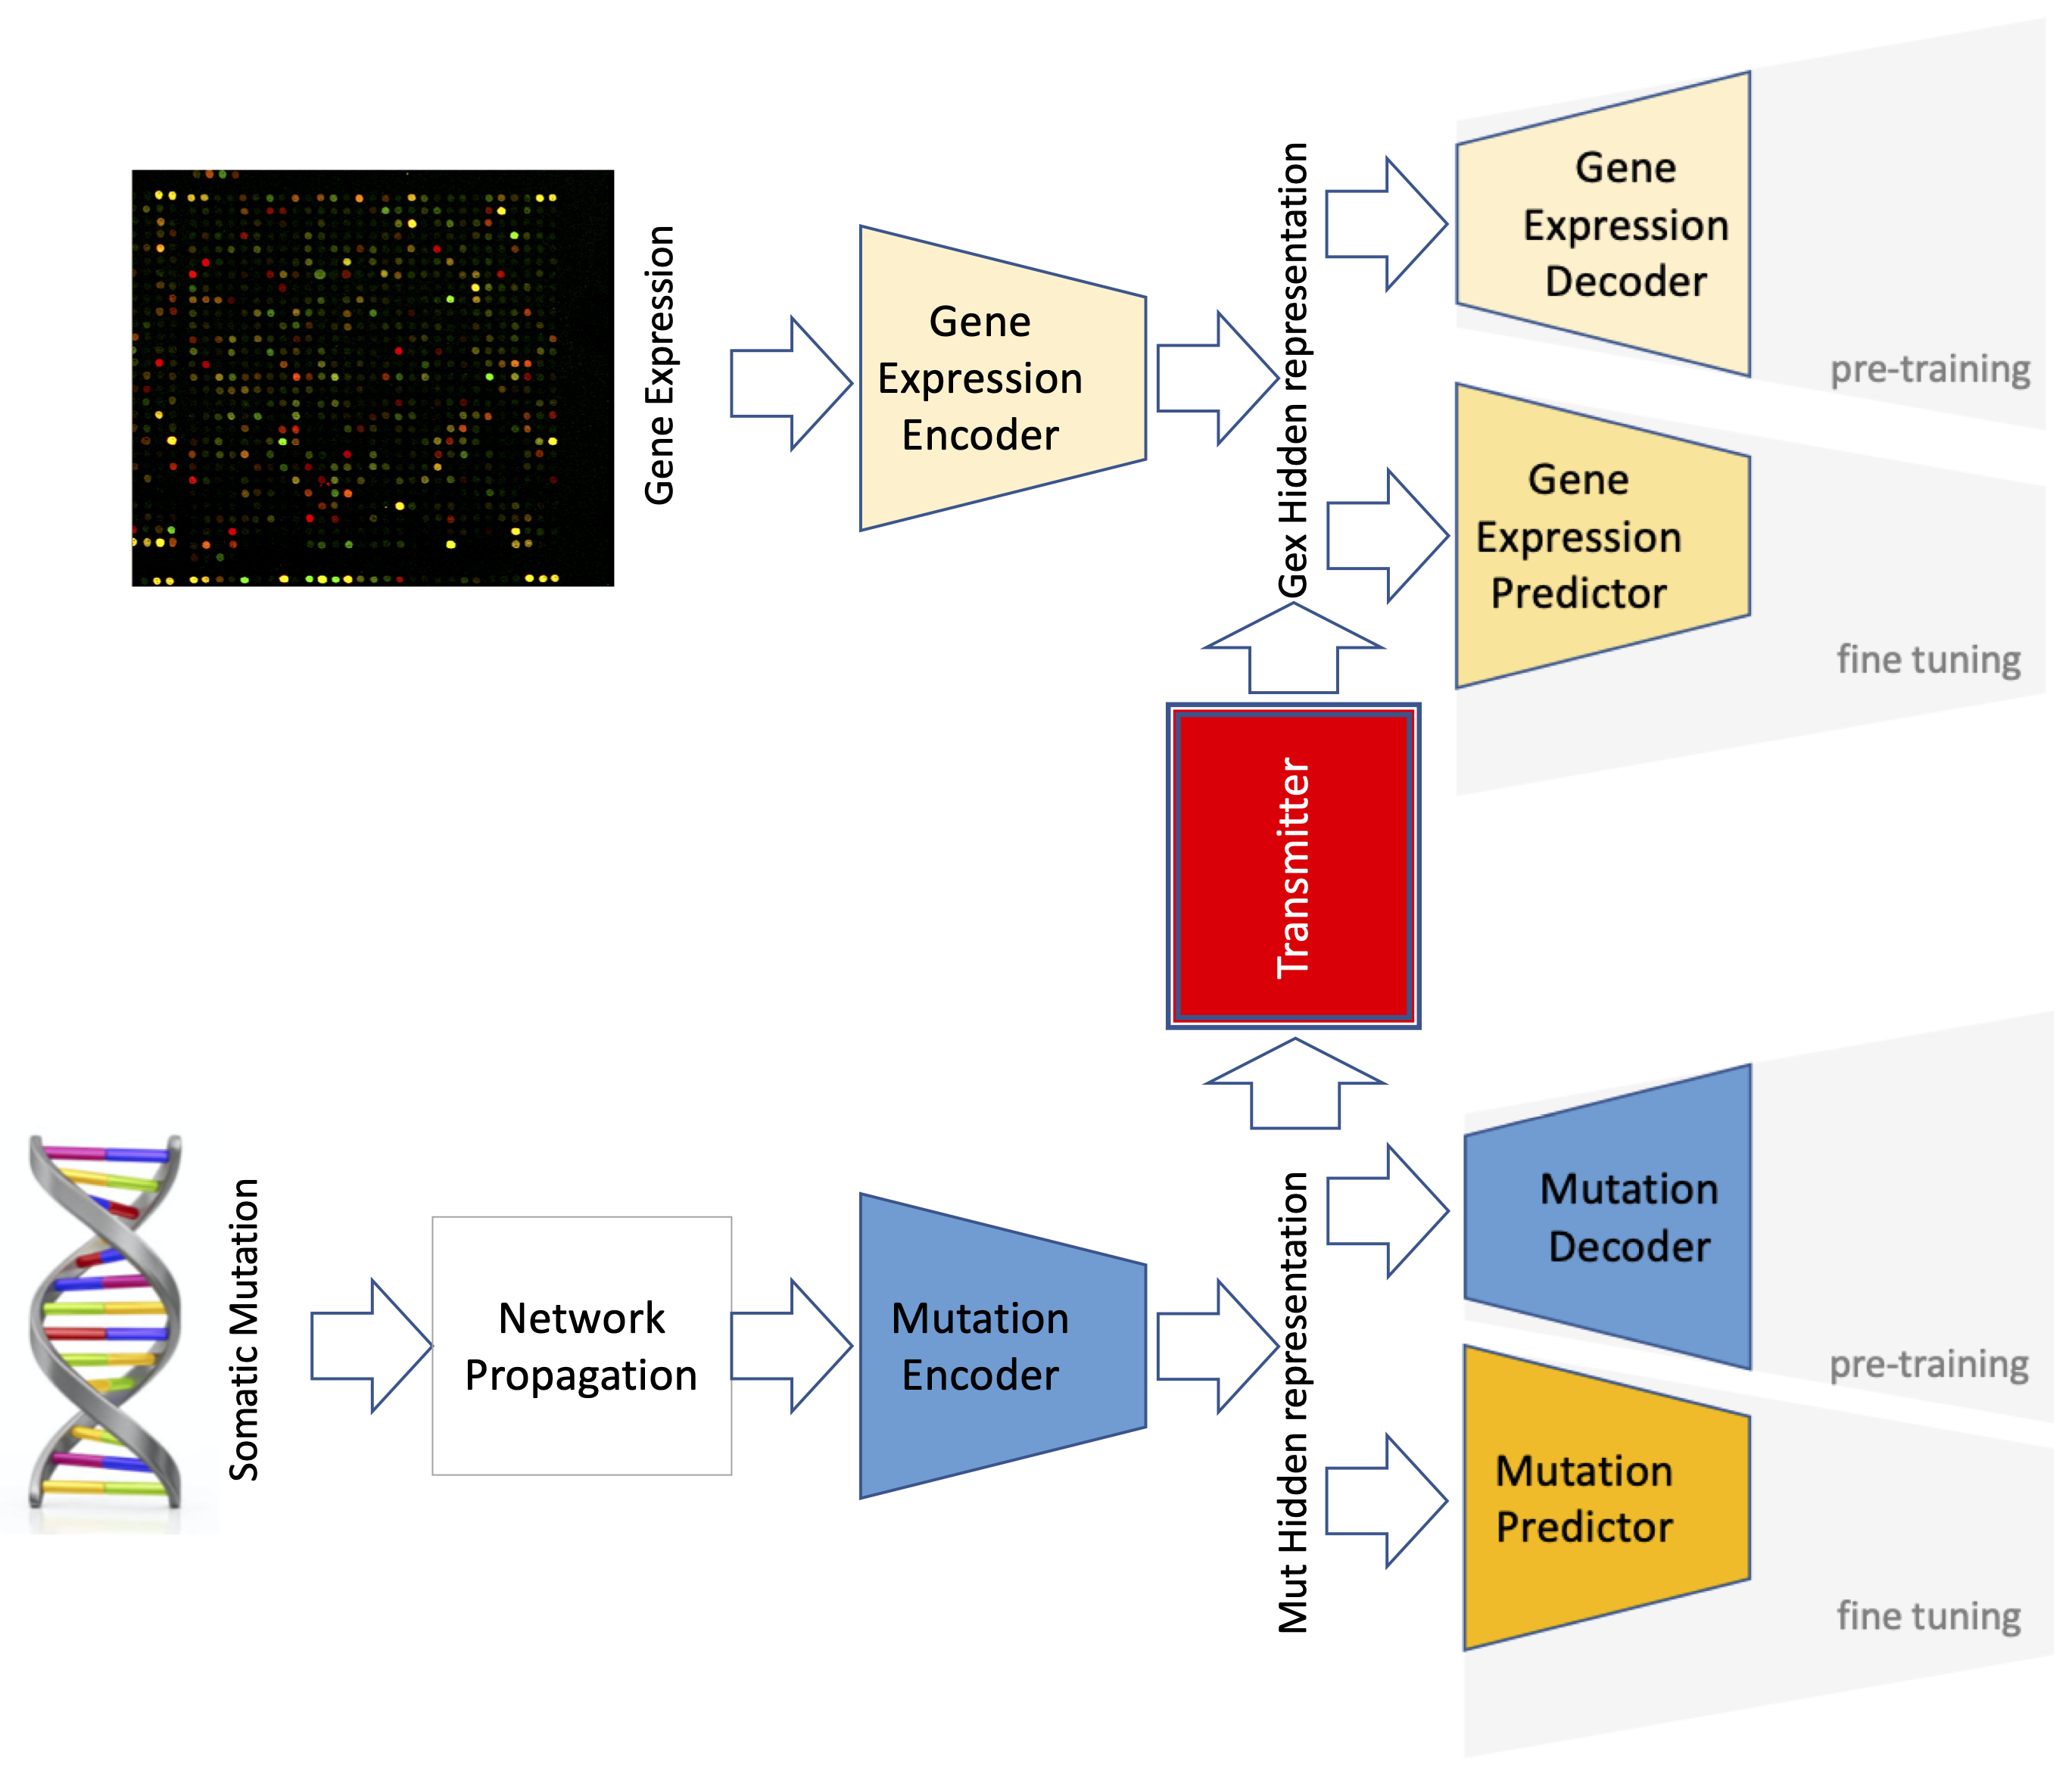 Gene Expression
Gene
Expression
Encoder
Gex Hidden representation
Gene
Expression
Decoder
pre-training
Gene
Expression
Predictor
fine tuning
Transmitter
Somatic Mutation
Network
Propagation
Mutation
Encoder
Mut Hidden representation
Mutation
Decoder
pre-training
Mutation
Predictor
fine tuning